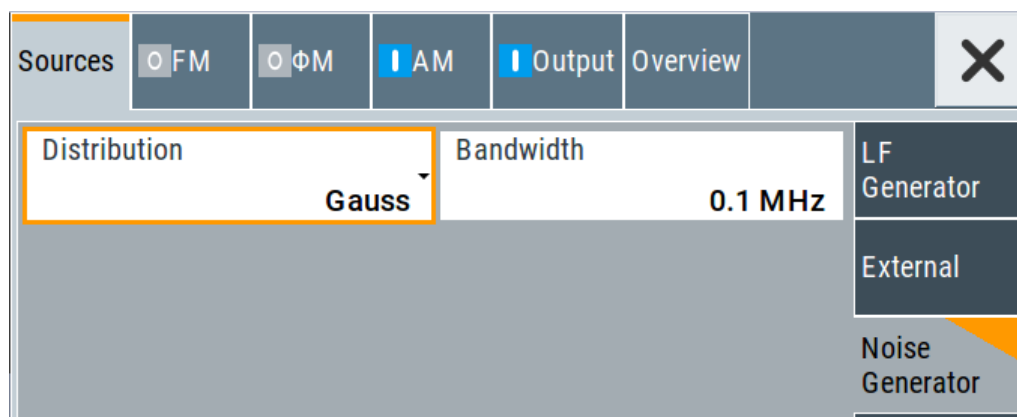 Sources O FM O ΦM I AM I Output Overview
Distribution
Gauss
Bandwidth
0.1 MHz
LF
Generator
External
Noise
Generator